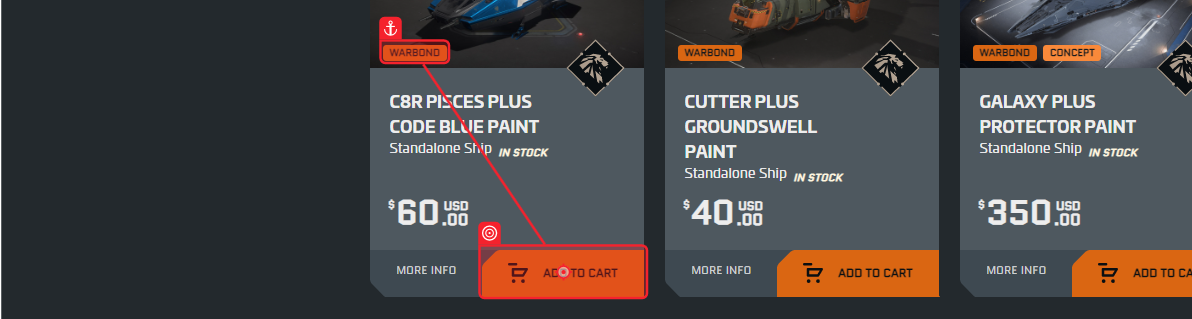 WARBOND
C8R PISCES PLUS
CODE BLUE PAINT
Standalone Ship IN STOCK
$60 USD .00
MORE INFO
ADD TO CART
WARBOND
CUTTER PLUS
GROUNDSWELL
PAINT
Standalone Ship IN STOCK
$40 USD .00
MORE INFO
ADD TO CART
WARBOND CONCEPT
GALAXY PLUS
PROTECTOR PAINT
Standalone Ship IN STOCK
$350 USD .00
MORE INFO
ADD TO CA